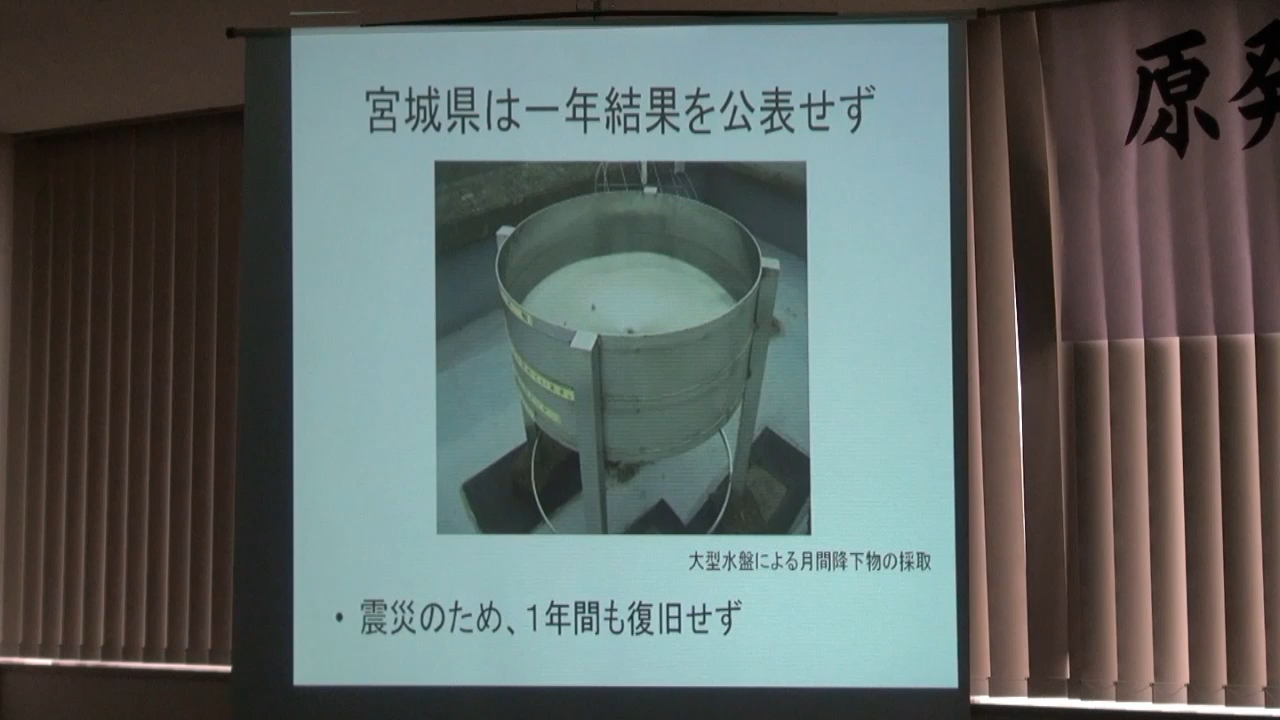 宮城県は一年結果を公表せず
大型水盤による月間降下物の採取
・震災のため、1年間も復旧せず
原発